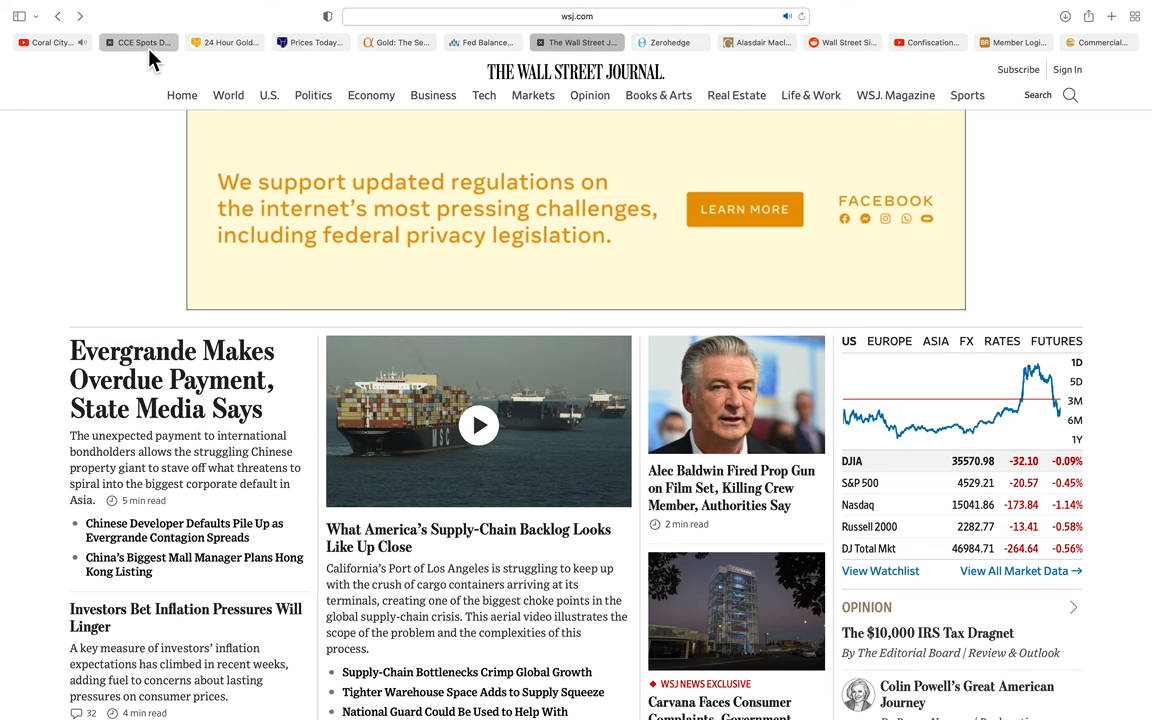 wsj.com
Coral City...
CCE Spots D...
24 Hour Gold...
Prices Today...
Gold: The Se...
Fed Balance...
The Wall Street J...
Zerohedge
Alasdair Macl...
Wall Street Si...
Confiscation...
Member Logi...
Commercial...
THE WALL STREET JOURNAL.
Subscribe
Sign In
Home
World
U.S.
Politics
Economy
Business
Tech
Markets
Opinion
Books & Arts
Real Estate
Life & Work
WSJ. Magazine
Sports
Search
We support updated regulations on
the internet's most pressing challenges,
including federal privacy legislation.
LEARN MORE
FACEBOOK
Evergrande Makes
Overdue Payment,
State Media Says
The unexpected payment to international
bondholders allows the struggling Chinese
property giant to stave off what threatens to
spiral into the biggest corporate default in
Asia. 5 min read
Chinese Developer Defaults Pile Up as
Evergrande Contagion Spreads
China's Biggest Mall Manager Plans Hong
Kong Listing
Investors Bet Inflation Pressures Will
Linger
A key measure of investors' inflation
expectations has climbed in recent weeks,
adding fuel to concerns about lasting
pressures on consumer prices.
32 4 min read
MSC
What America's Supply-Chain Backlog Looks
Like Up Close
California's Port of Los Angeles is struggling to keep up
with the crush of cargo containers arriving at its
terminals, creating one of the biggest choke points in the
global supply-chain crisis. This aerial video illustrates the
scope of the problem and the complexities of this
process.
Supply-Chain Bottlenecks Crimp Global Growth
Tighter Warehouse Space Adds to Supply Squeeze
National Guard Could Be Used to Help With
Alec Baldwin Fired Prop Gun
on Film Set, Killing Crew
Member, Authorities Say
2 min read
WSJ NEWS EXCLUSIVE
Carvana Faces Consumer
Complaints, Government
US EUROPE ASIA FX RATES FUTURES
1D
5D
3M
6M
1Y
DJIA 35570.98 -32.10 -0.09%
S&P 500 4529.21 -20.57 -0.45%
Nasdaq 15041.86 -173.84 -1.14%
Russell 2000 2282.77 -13.41 -0.58%
DJ Total Mkt 46984.71 -264.64 -0.56%
View Watchlist
View All Market Data →
OPINION
The $10,000 IRS Tax Dragnet
By The Editorial Board | Review & Outlook
Colin Powell's Great American
Journey